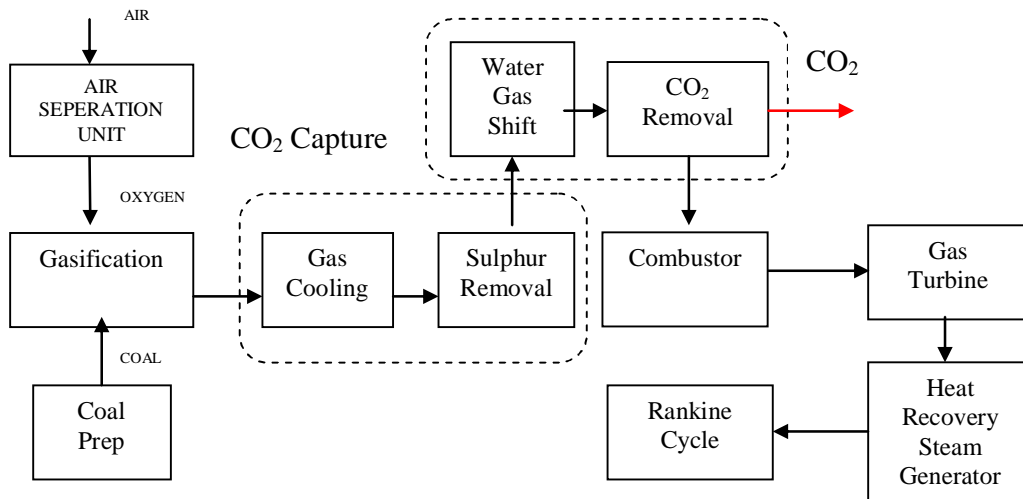 AIR
AIR
SEPERATION
UNIT
OXYGEN
Gasification
COAL
Coal
Prep
CO₂ Capture
Gas
Cooling
Sulphur
Removal
Water
Gas
Shift
CO₂
Removal
CO₂
Combustor
Gas
Turbine
Heat
Recovery
Steam
Generator
Rankine
Cycle